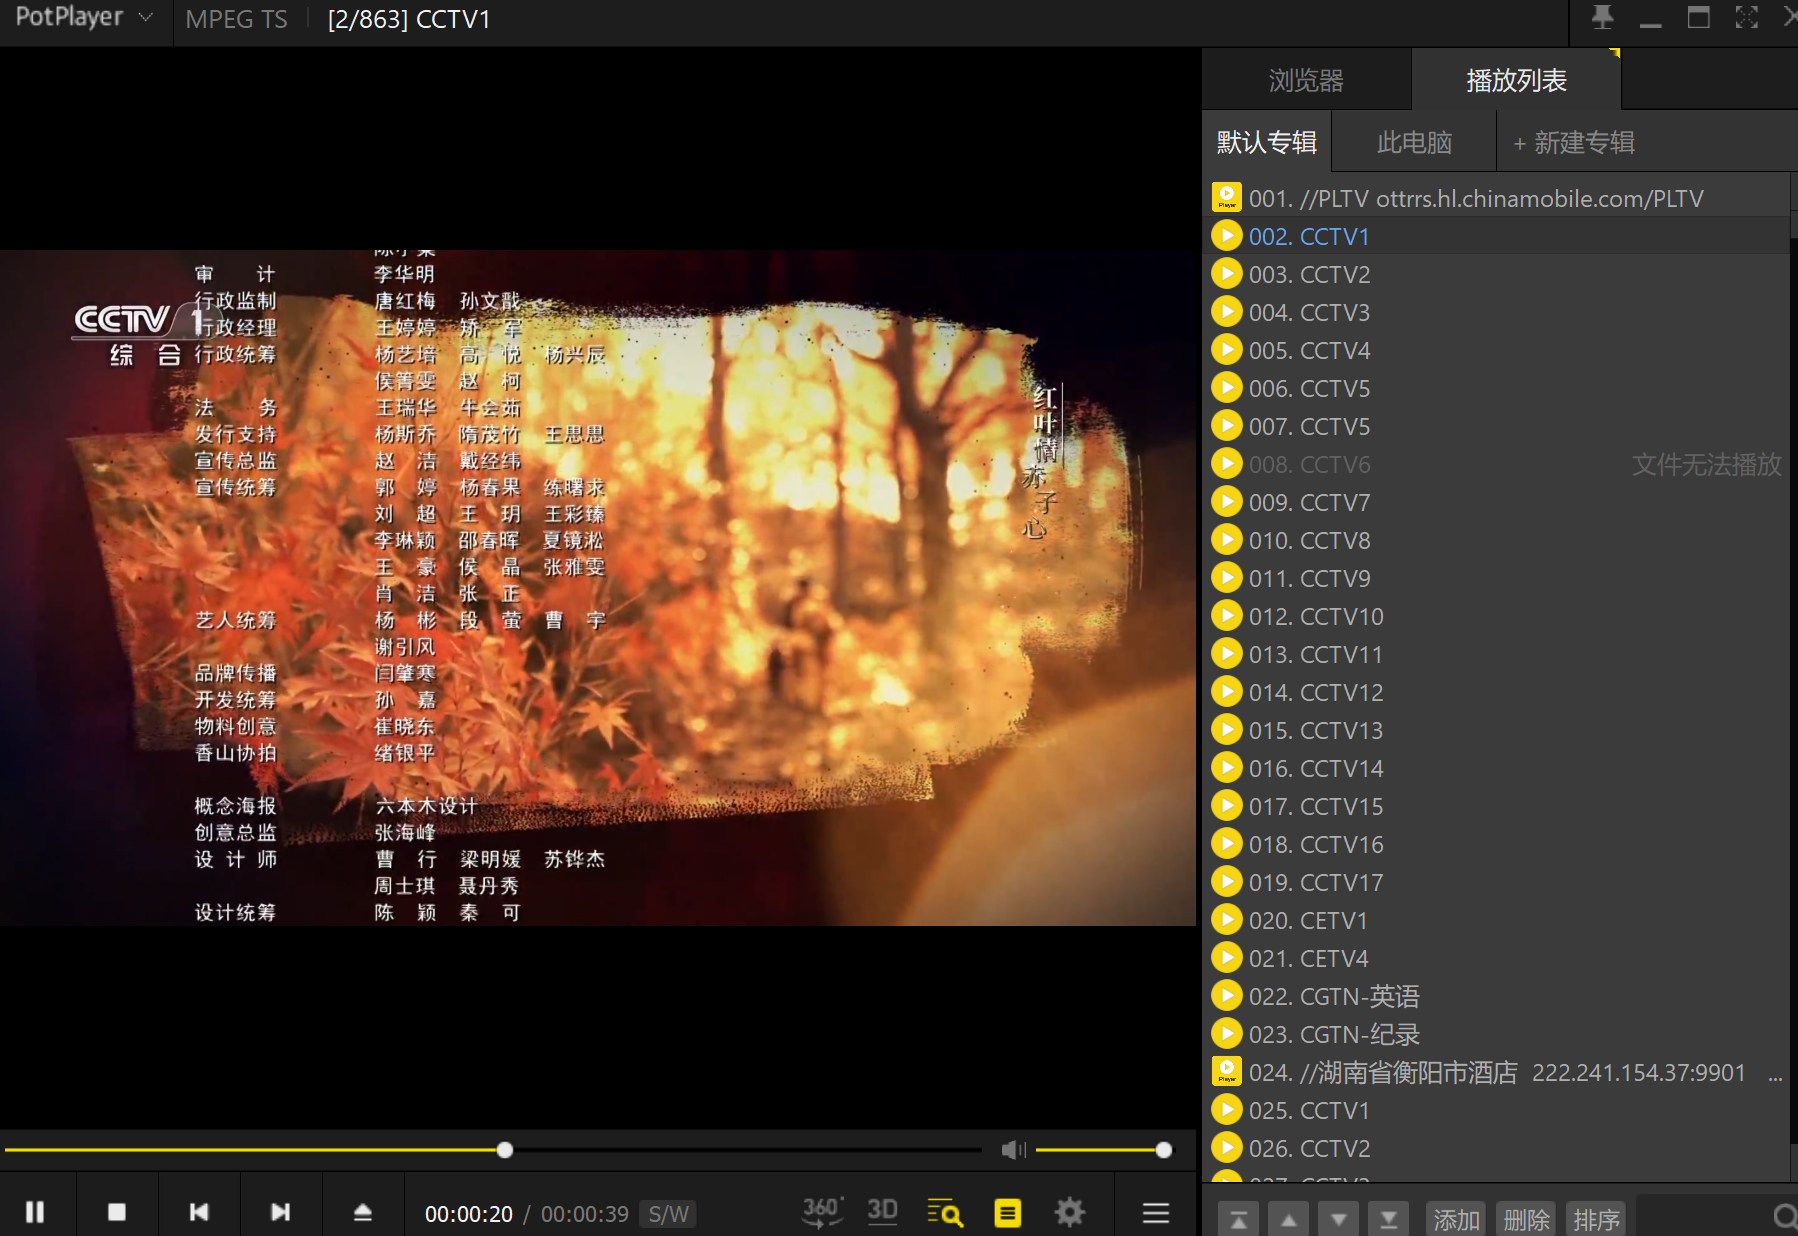 PotPlayer MPEG TS [2/863] CCTV1
浏览器 播放列表
默认专辑 此电脑 + 新建专辑
001. //PLTV ottrrs.hl.chinamobile.com/PLTV
002. CCTV1
003. CCTV2
004. CCTV3
005. CCTV4
006. CCTV5
007. CCTV5
008. CCTV6 文件无法播放
009. CCTV7
010. CCTV8
011. CCTV9
012. CCTV10
013. CCTV11
014. CCTV12
015. CCTV13
016. CCTV14
017. CCTV15
018. CCTV16
019. CCTV17
020. CETV1
021. CETV4
022. CGTN-英语
023. CGTN-纪录
024. //湖南省衡阳市酒店 222.241.154.37:9901 ...
025. CCTV1
026. CCTV2
添加 删除 排序
CCTV 1
综合
审 计 李华明
行政监制 唐红梅 孙文戬
行政经理 王婷婷 矫 军
行政统筹 杨艺培 高 悦 杨兴辰
侯箐雯 赵 柯
法 务 王瑞华 牛会茹
发行支持 杨斯乔 隋茂竹 王思思
宣传总监 赵 洁 戴经纬
宣传统筹 郭 婷 杨春果 练曙求
刘 超 王 玥 王彩臻
李琳颖 邵春晖 夏镜淞
王 豪 侯 晶 张雅雯
肖 洁 张 正
艺人统筹 杨 彬 段 萤 曹 宇
谢引风
品牌传播 闫肇寒
开发统筹 孙 嘉
物料创意 崔晓东
香山协拍 绪银平
概念海报 六本木设计
创意总监 张海峰
设计师 曹 行 梁明媛 苏铧杰
周士琪 聂丹秀
设计统筹 陈 颖 秦 可
红叶情
赤子心
00:00:20 / 00:00:39 S/W 360° 3D